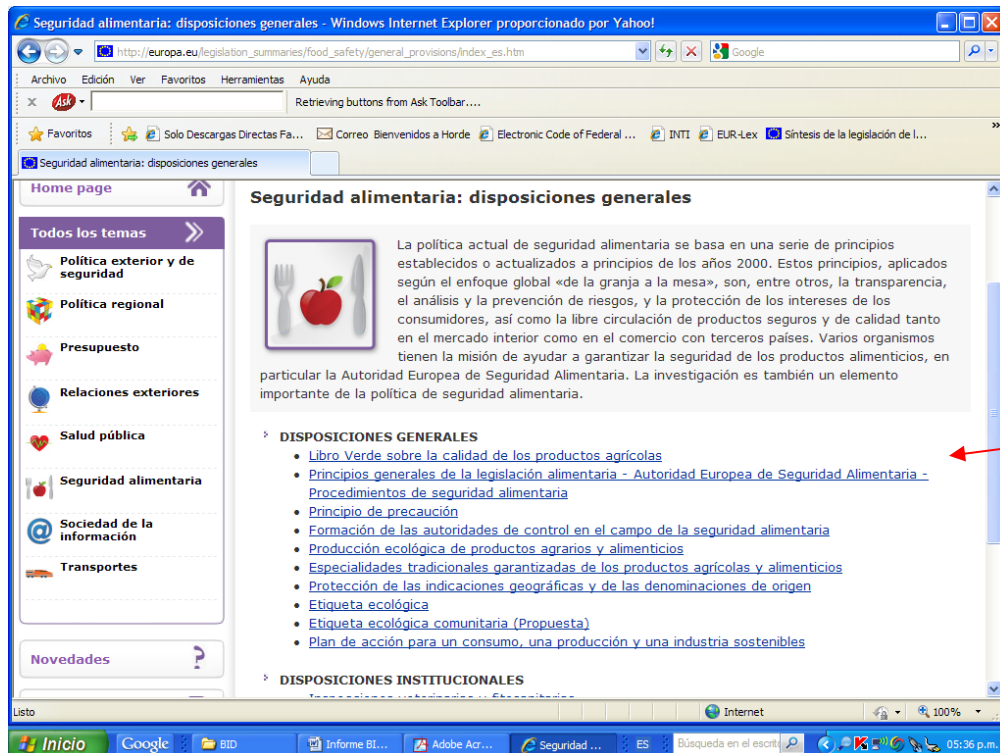 Seguridad alimentaria: disposiciones generales - Windows Internet Explorer proporcionado por Yahoo!
http://europa.eu/legislation_summaries/food_safety/general_provisions/index_es.htm
Google
Archivo Edición Ver Favoritos Herramientas Ayuda
x Ask Retrieving buttons from Ask Toolbar....
Favoritos Solo Descargas Directas Fa... Correo Bienvenidos a Horde Electronic Code of Federal ... INTI EUR-Lex Síntesis de la legislación de l... »
Seguridad alimentaria: disposiciones generales
Home page
Todos los temas
Política exterior y de
seguridad
Política regional
Presupuesto
Relaciones exteriores
Salud pública
Seguridad alimentaria
Sociedad de la
información
Transportes
Novedades ?
Seguridad alimentaria: disposiciones generales
La política actual de seguridad alimentaria se basa en una serie de principios
establecidos o actualizados a principios de los años 2000. Estos principios, aplicados
según el enfoque global «de la granja a la mesa», son, entre otros, la transparencia,
el análisis y la prevención de riesgos, y la protección de los intereses de los
consumidores, así como la libre circulación de productos seguros y de calidad tanto
en el mercado interior como en el comercio con terceros países. Varios organismos
tienen la misión de ayudar a garantizar la seguridad de los productos alimenticios, en
particular la Autoridad Europea de Seguridad Alimentaria. La investigación es también un elemento
importante de la política de seguridad alimentaria.
DISPOSICIONES GENERALES
• Libro Verde sobre la calidad de los productos agrícolas
• Principios generales de la legislación alimentaria - Autoridad Europea de Seguridad Alimentaria -
Procedimientos de seguridad alimentaria
• Principio de precaución
• Formación de las autoridades de control en el campo de la seguridad alimentaria
• Producción ecológica de productos agrarios y alimenticios
• Especialidades tradicionales garantizadas de los productos agrícolas y alimenticios
• Protección de las indicaciones geográficas y de las denominaciones de origen
• Etiqueta ecológica
• Etiqueta ecológica comunitaria (Propuesta)
• Plan de acción para un consumo, una producción y una industria sostenibles
DISPOSICIONES INSTITUCIONALES
Listo Internet 100%
Inicio Google BID Informe BI... Adobe Acr... Seguridad ... ES Búsqueda en el escrito 05:36 p.m.